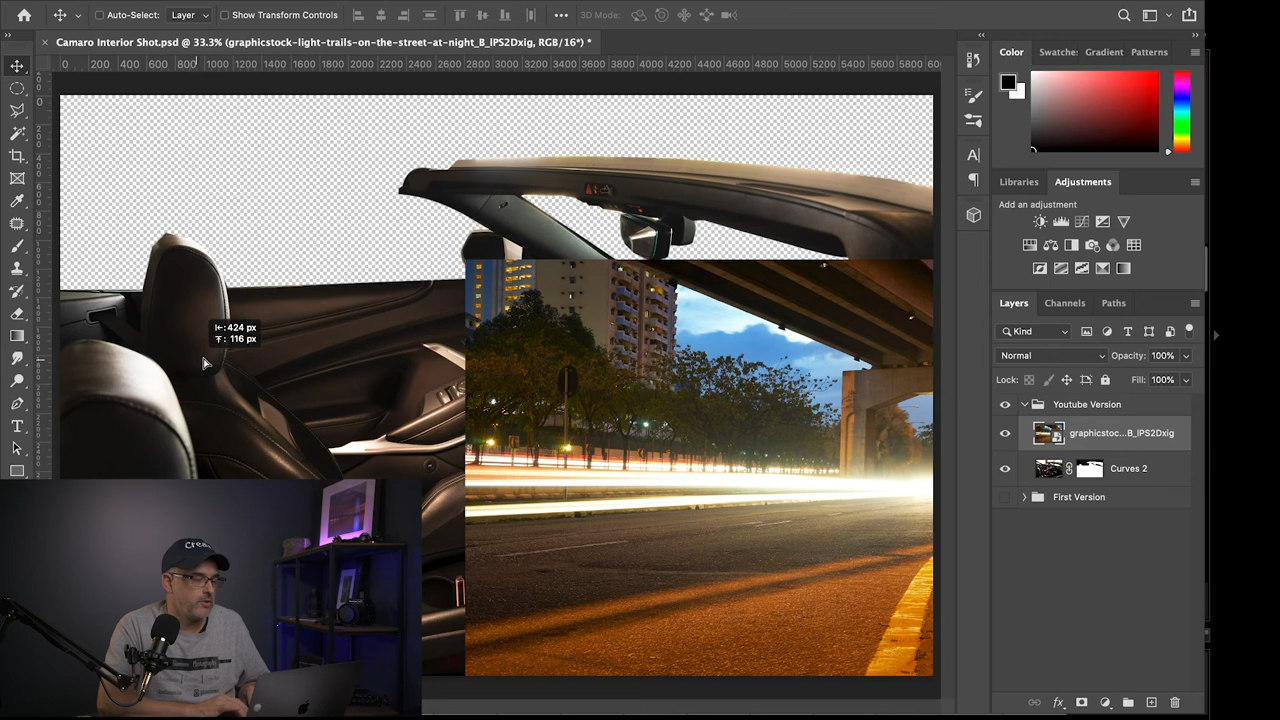 Auto-Select: Layer Show Transform Controls 3D Mode:
× Camaro Interior Shot.psd @ 33.3% (graphicstock-light-trails-on-the-street-at-night_B_lPS2Dxig, RGB/16*) *
0 200 400 600 800 1000 1200 1400 1600 1800 2000 2200 2400 2600 2800 3000 3200 3400 3600 3800 4000 4200 4400 4600 4800 5000 5200 5400 5600 5800
Color Swatches Gradient Patterns
Libraries Adjustments
Add an adjustment
Layers Channels Paths
Kind
Normal Opacity: 100%
Lock: Fill: 100%
Youtube Version
graphicstoc...B_lPS2Dxig
Curves 2
First Version
424 px
116 px